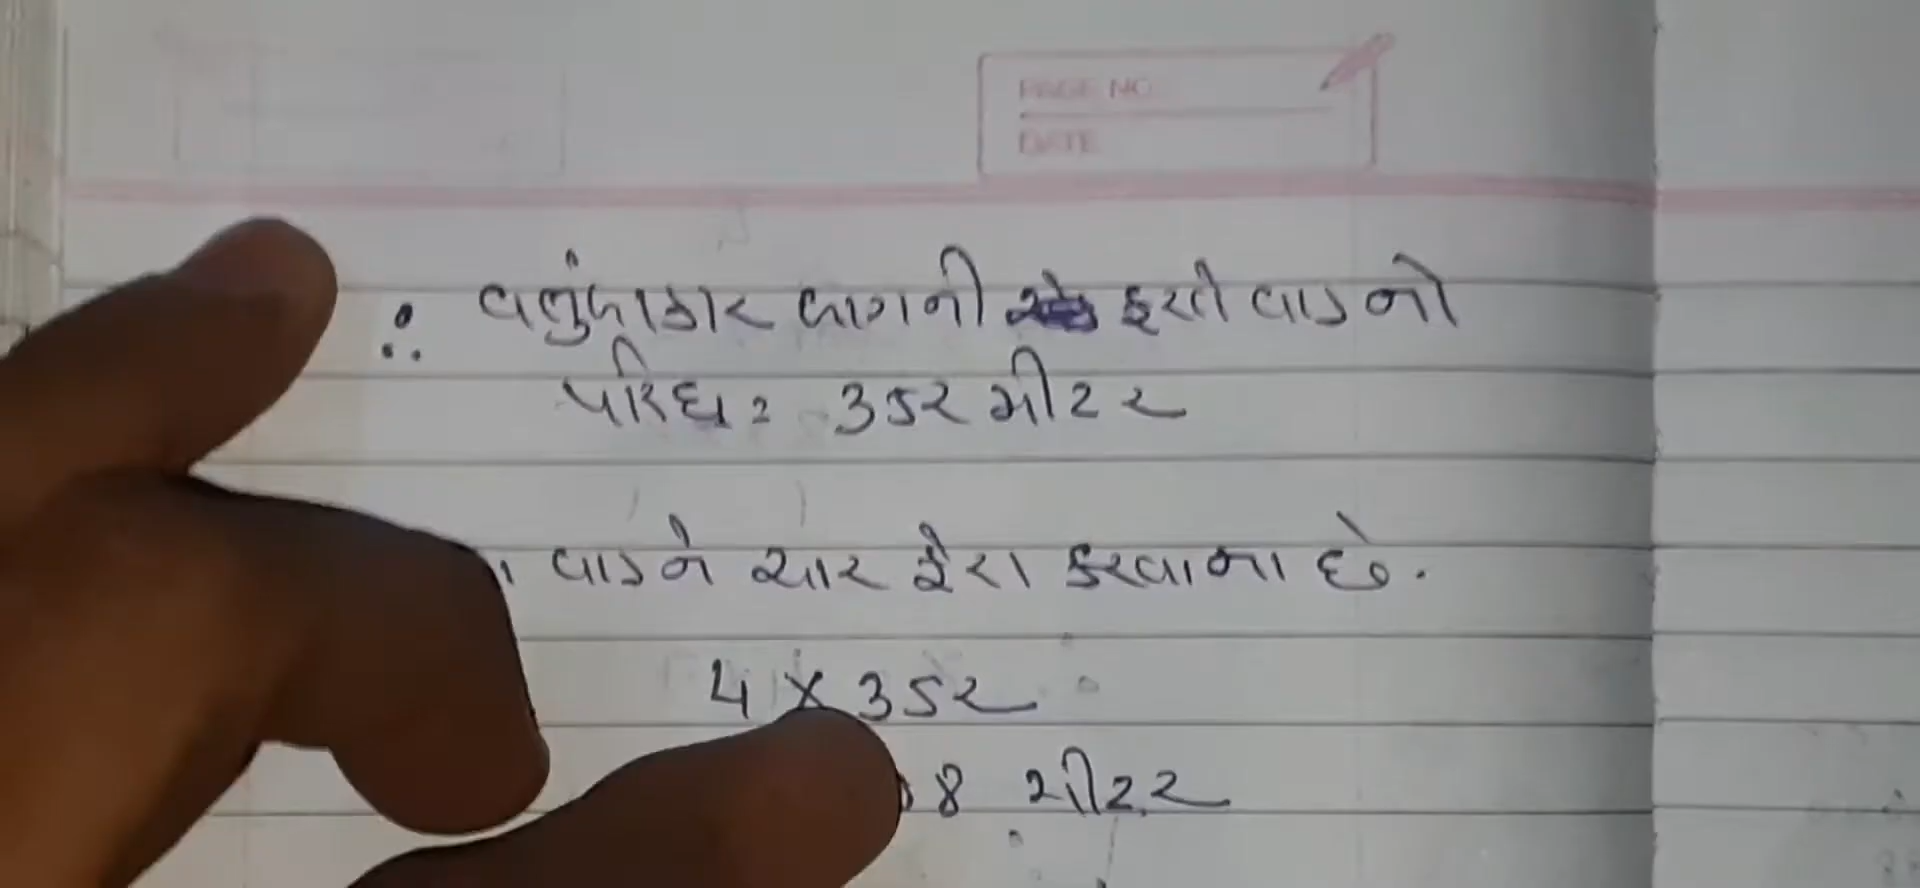 PAGE NO.
DATE
∴ વર્તુળાકાર બાગની ફરતે વાડનો
પરિઘ = 352 મીટર
વાડને ચાર ફેરા કરવાના છે.
4 × 352
8 મીટર